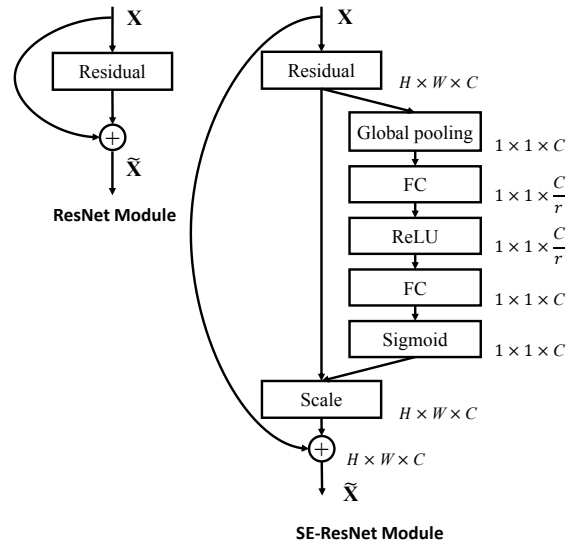 X
Residual
+
X̃
ResNet Module
X
Residual
H × W × C
Global pooling
1 × 1 × C
FC
1 × 1 × C/r
ReLU
1 × 1 × C/r
FC
1 × 1 × C
Sigmoid
1 × 1 × C
Scale
H × W × C
+
H × W × C
X̃
SE-ResNet Module